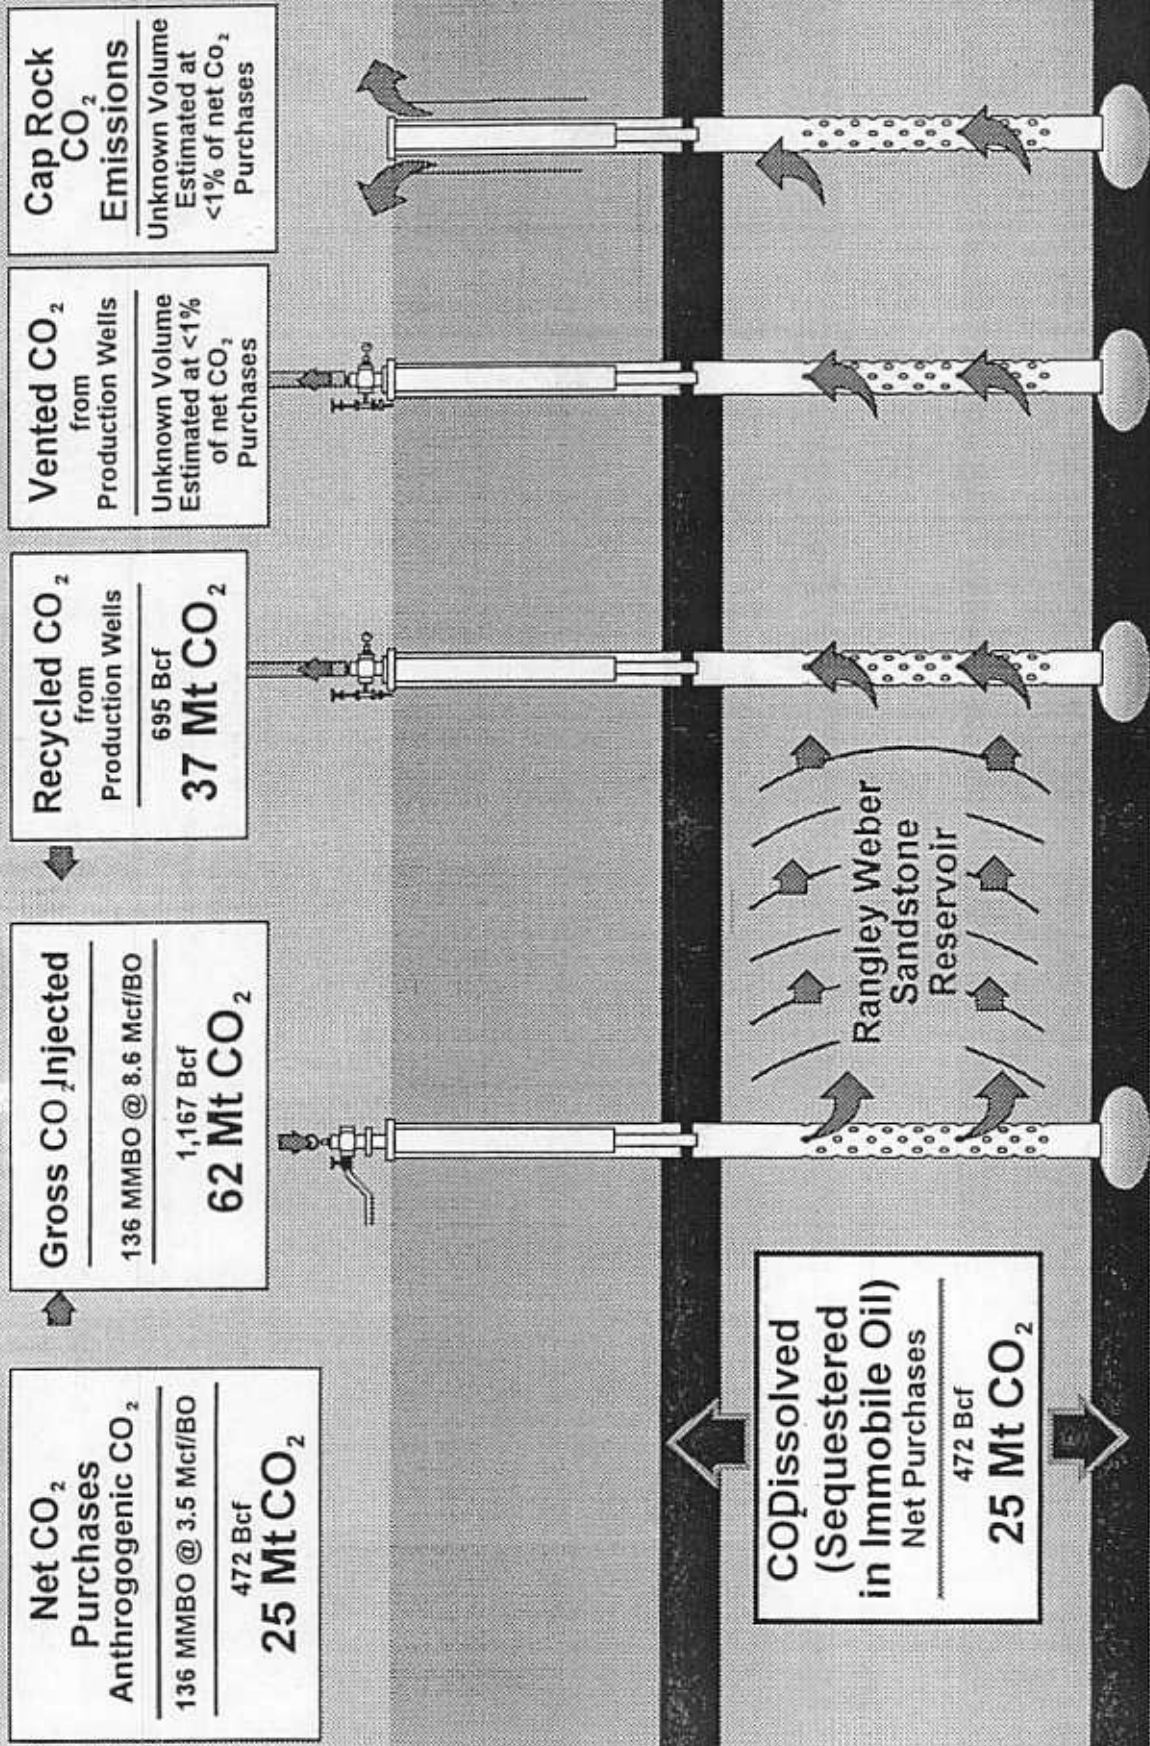 Net CO₂
Purchases
Anthrogogenic CO₂
136 MMBO @ 3.5 Mcf/BO
472 Bcf
25 Mt CO₂
Gross CO₂Injected
136 MMBO @ 8.6 Mcf/BO
1,167 Bcf
62 Mt CO₂
Recycled CO₂
from
Production Wells
695 Bcf
37 Mt CO₂
Vented CO₂
from
Production Wells
Unknown Volume
Estimated at <1%
of net CO₂
Purchases
Cap Rock
CO₂
Emissions
Unknown Volume
Estimated at
<1% of net Co₂
Purchases
Rangley Weber
Sandstone
Reservoir
CODissolved
(Sequestered
in Immobile Oil)
Net Purchases
472 Bcf
25 Mt CO₂